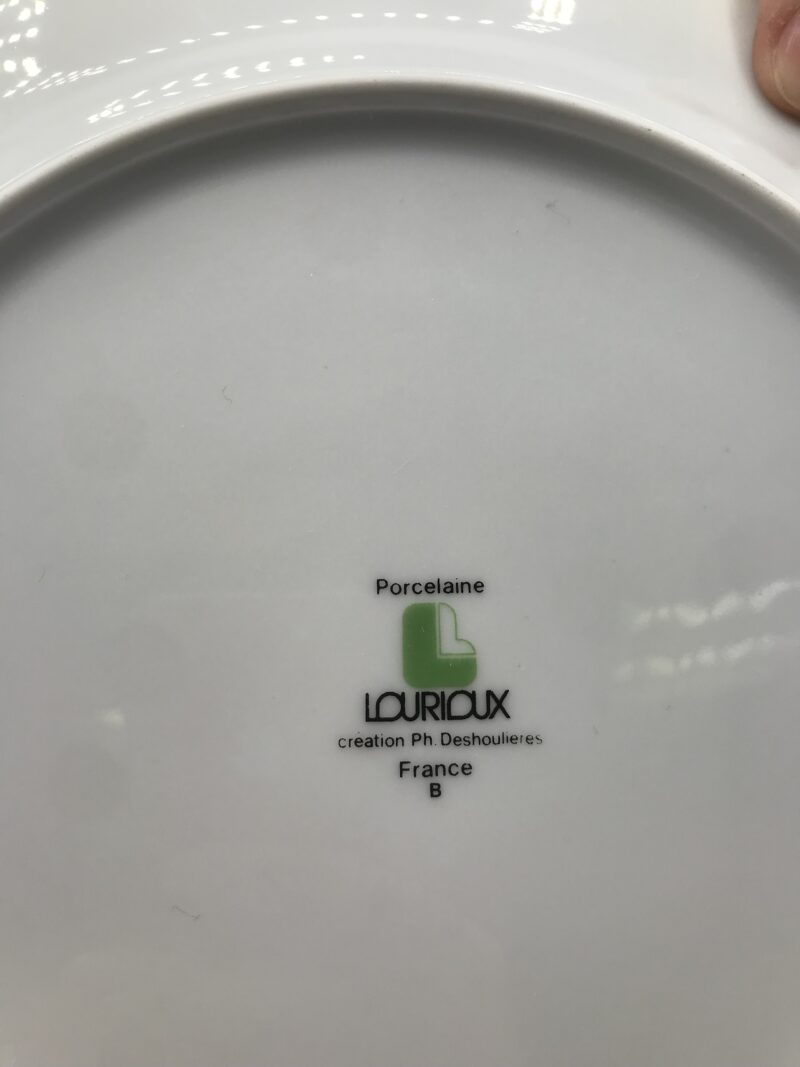 Porcelaine
L
LOURIOUX
création Ph. Deshoulieres
France
B